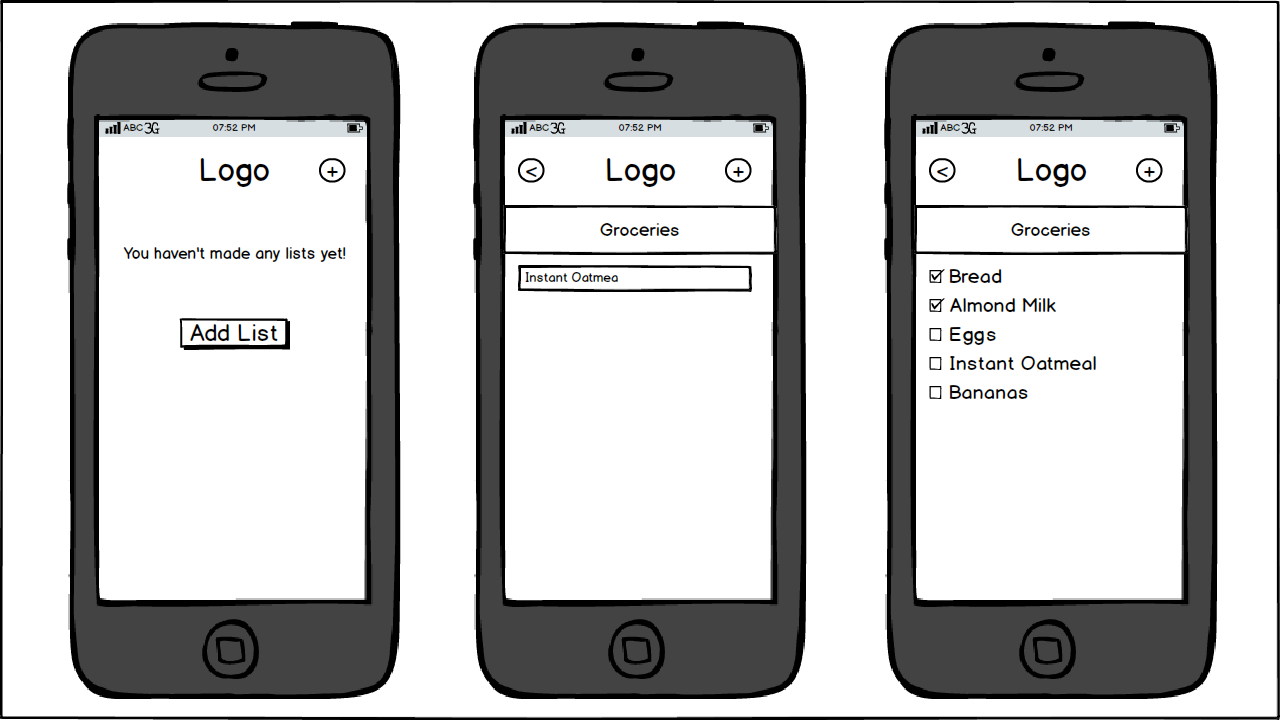 ABC 3G 07:52 PM
Logo +
You haven't made any lists yet!
Add List
ABC 3G 07:52 PM
< Logo +
Groceries
Instant Oatmea
ABC 3G 07:52 PM
< Logo +
Groceries
Bread
Almond Milk
Eggs
Instant Oatmeal
Bananas